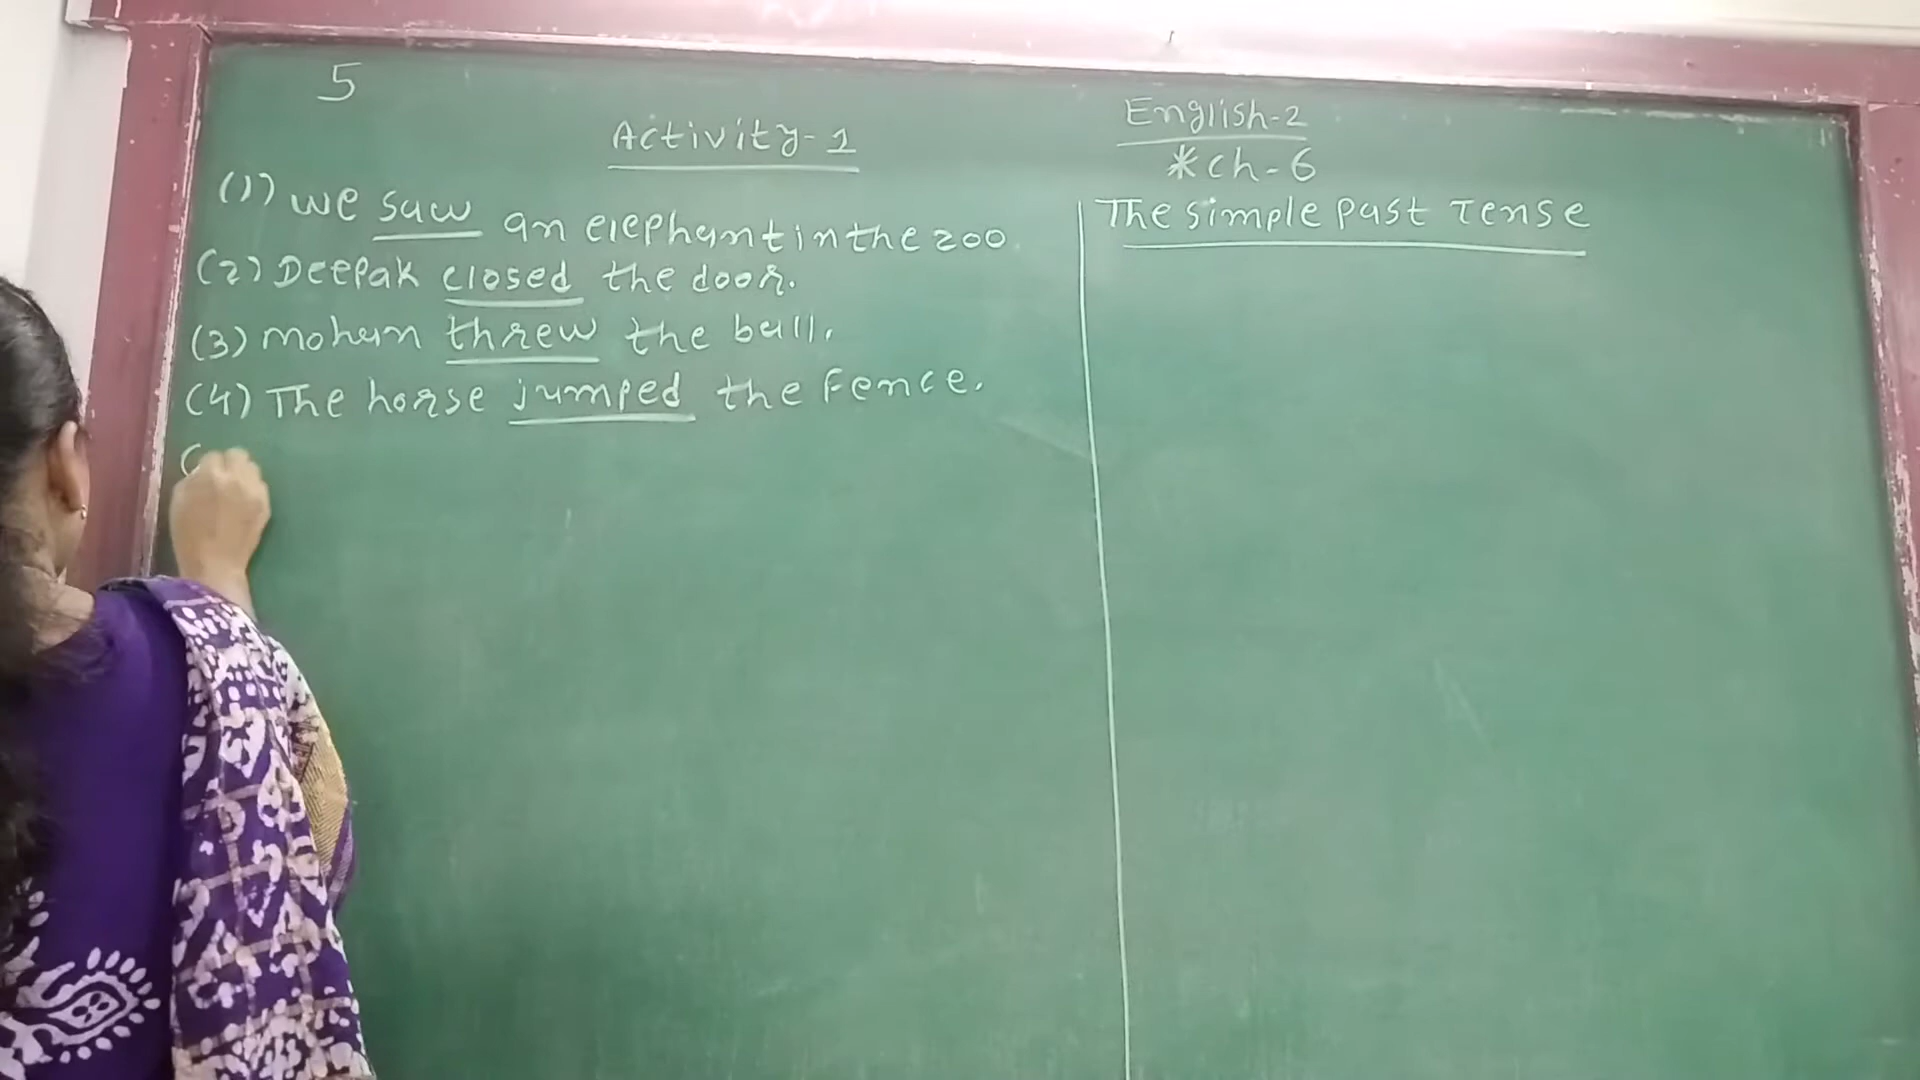 5
Activity-1
(1) we saw an elephant in the zoo.
(2) Deepak closed the door.
(3) mohan threw the ball.
(4) The horse jumped the Fence.
(
English-2
*ch-6
The simple past Tense